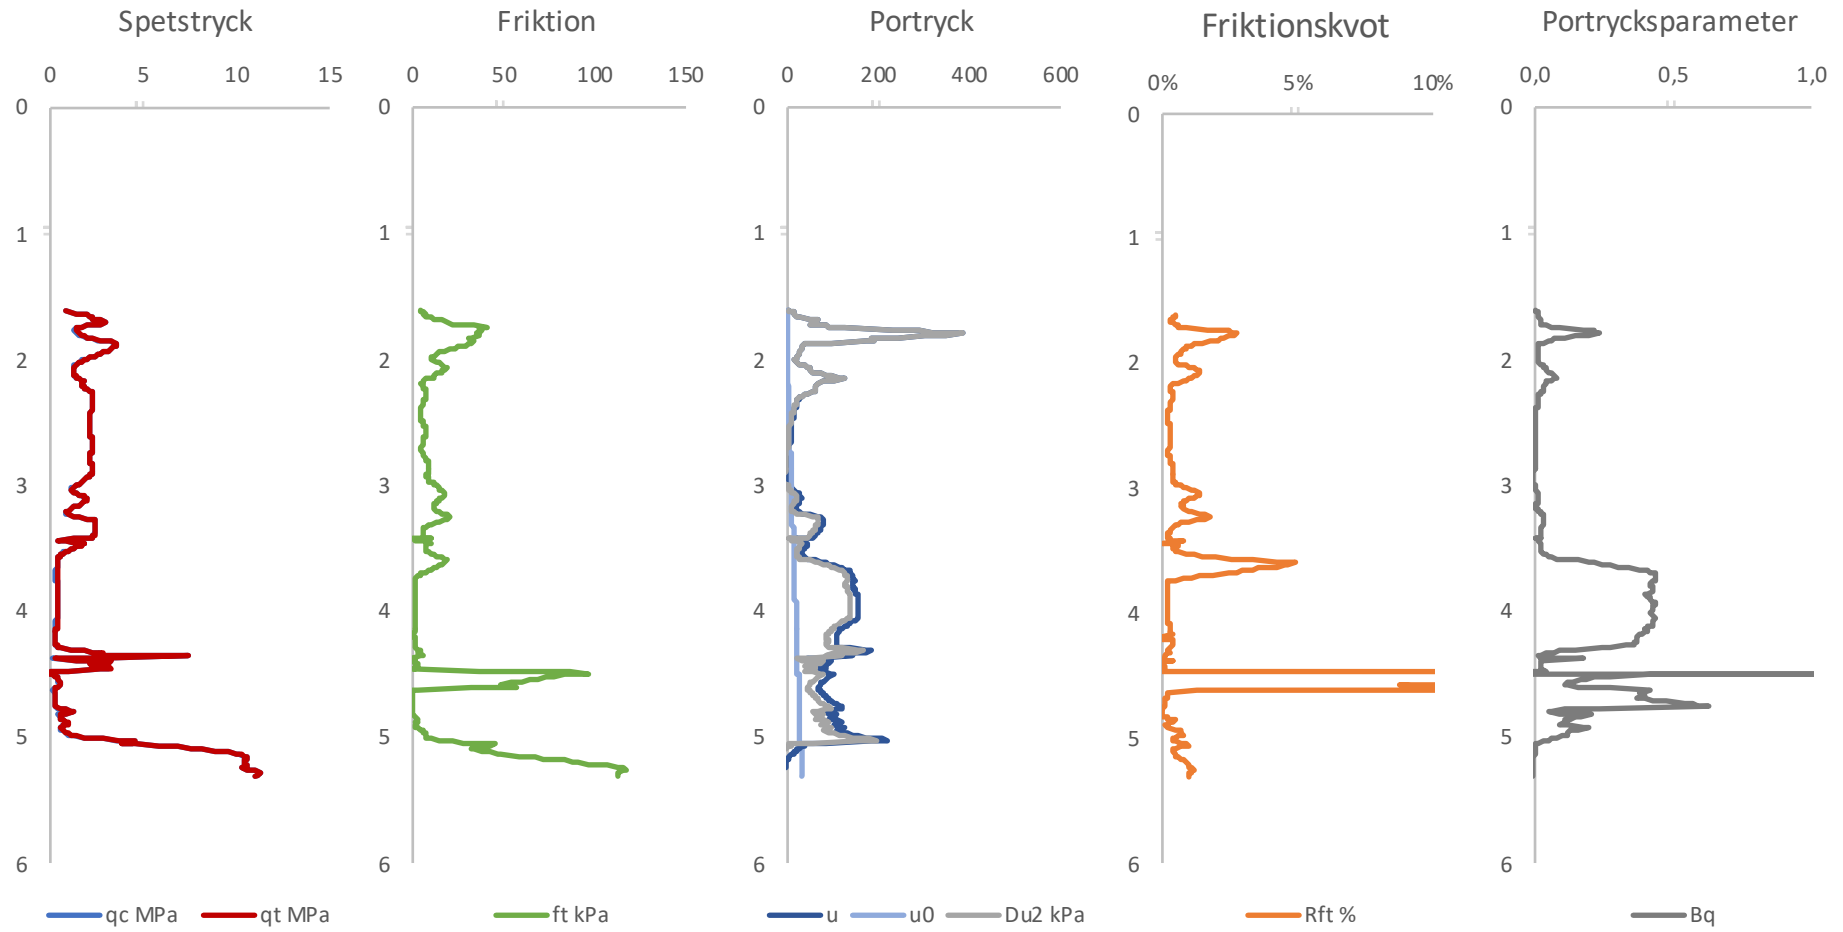 Spetstryck Friktion Portryck Friktionskvot Portrycksparameter
0 5 10 15 0 50 100 150 0 200 400 600 0% 5% 10% 0,0 0,5 1,0
0 0 0 0 0
1 1 1 1 1
2 2 2 2 2
3 3 3 3 3
4 4 4 4 4
5 5 5 5 5
6 6 6 6 6
qc MPa qt MPa ft kPa u u0 Du2 kPa Rft % Bq